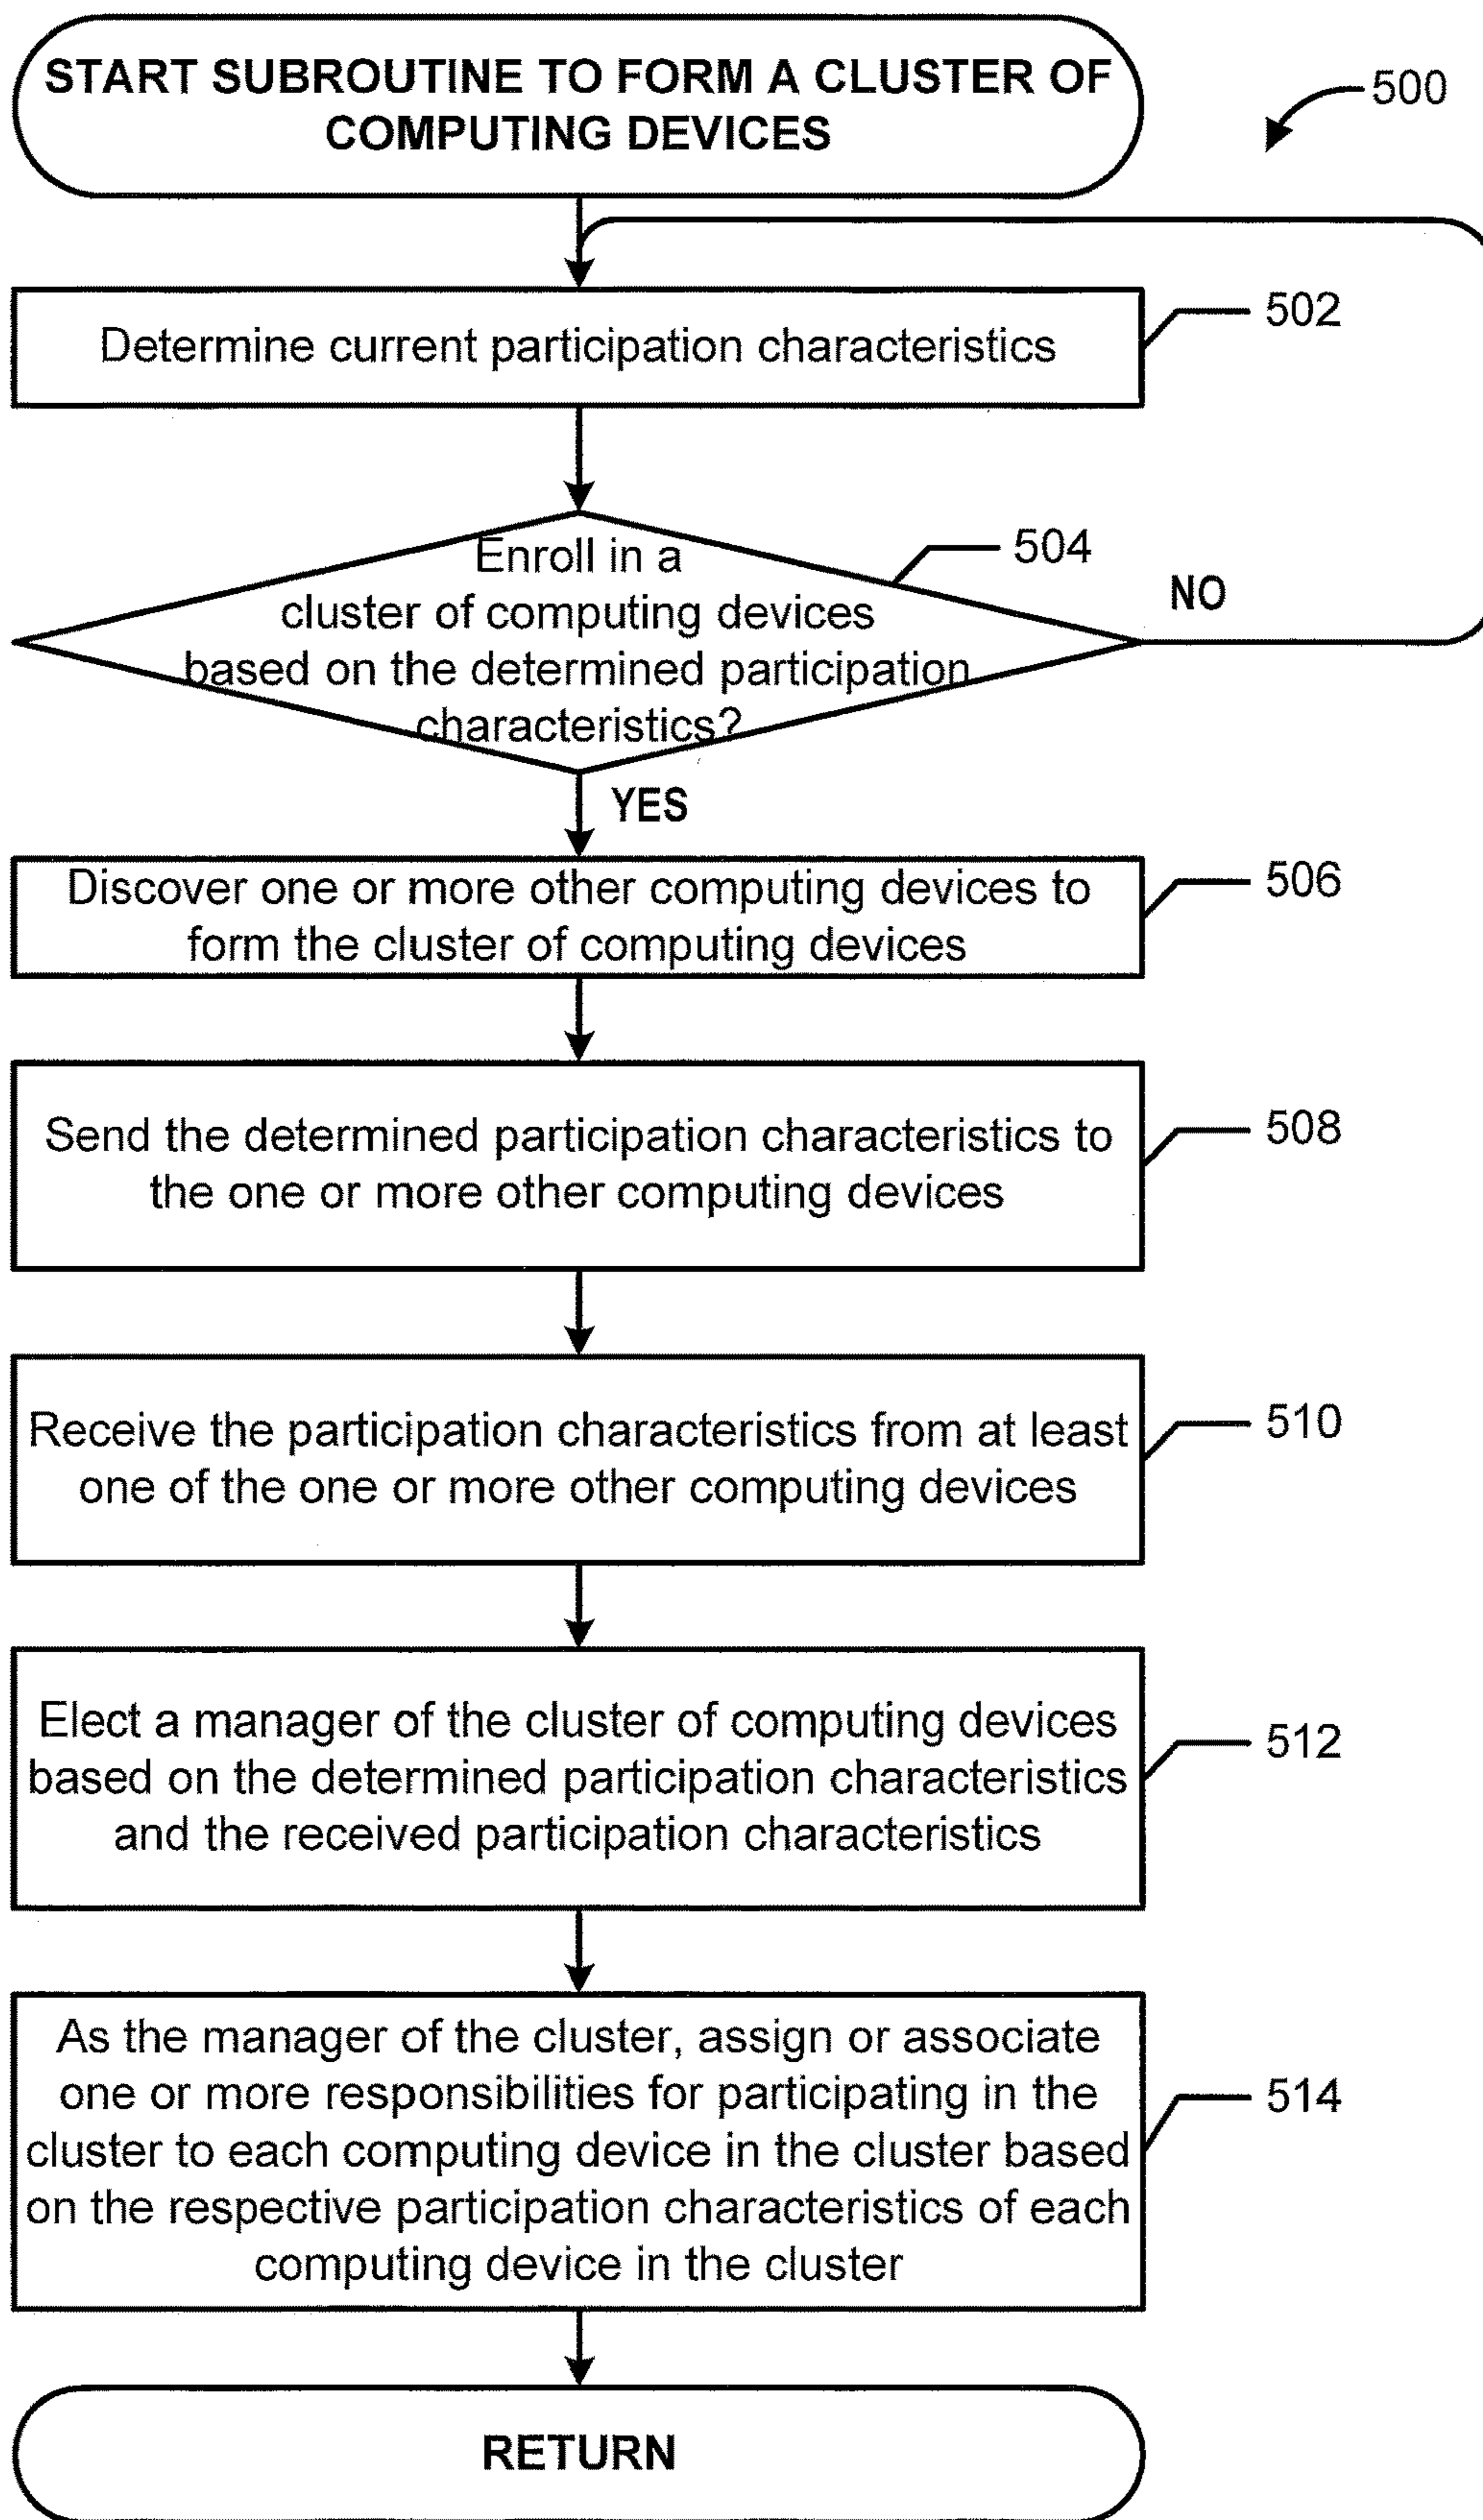 START SUBROUTINE TO FORM A CLUSTER OF
COMPUTING DEVICES
500
Determine current participation characteristics
502
Enroll in a
cluster of computing devices
based on the determined participation
characteristics?
504
NO
YES
Discover one or more other computing devices to
form the cluster of computing devices
506
Send the determined participation characteristics to
the one or more other computing devices
508
Receive the participation characteristics from at least
one of the one or more other computing devices
510
Elect a manager of the cluster of computing devices
based on the determined participation characteristics
and the received participation characteristics
512
As the manager of the cluster, assign or associate
one or more responsibilities for participating in the
cluster to each computing device in the cluster based
on the respective participation characteristics of each
computing device in the cluster
514
RETURN